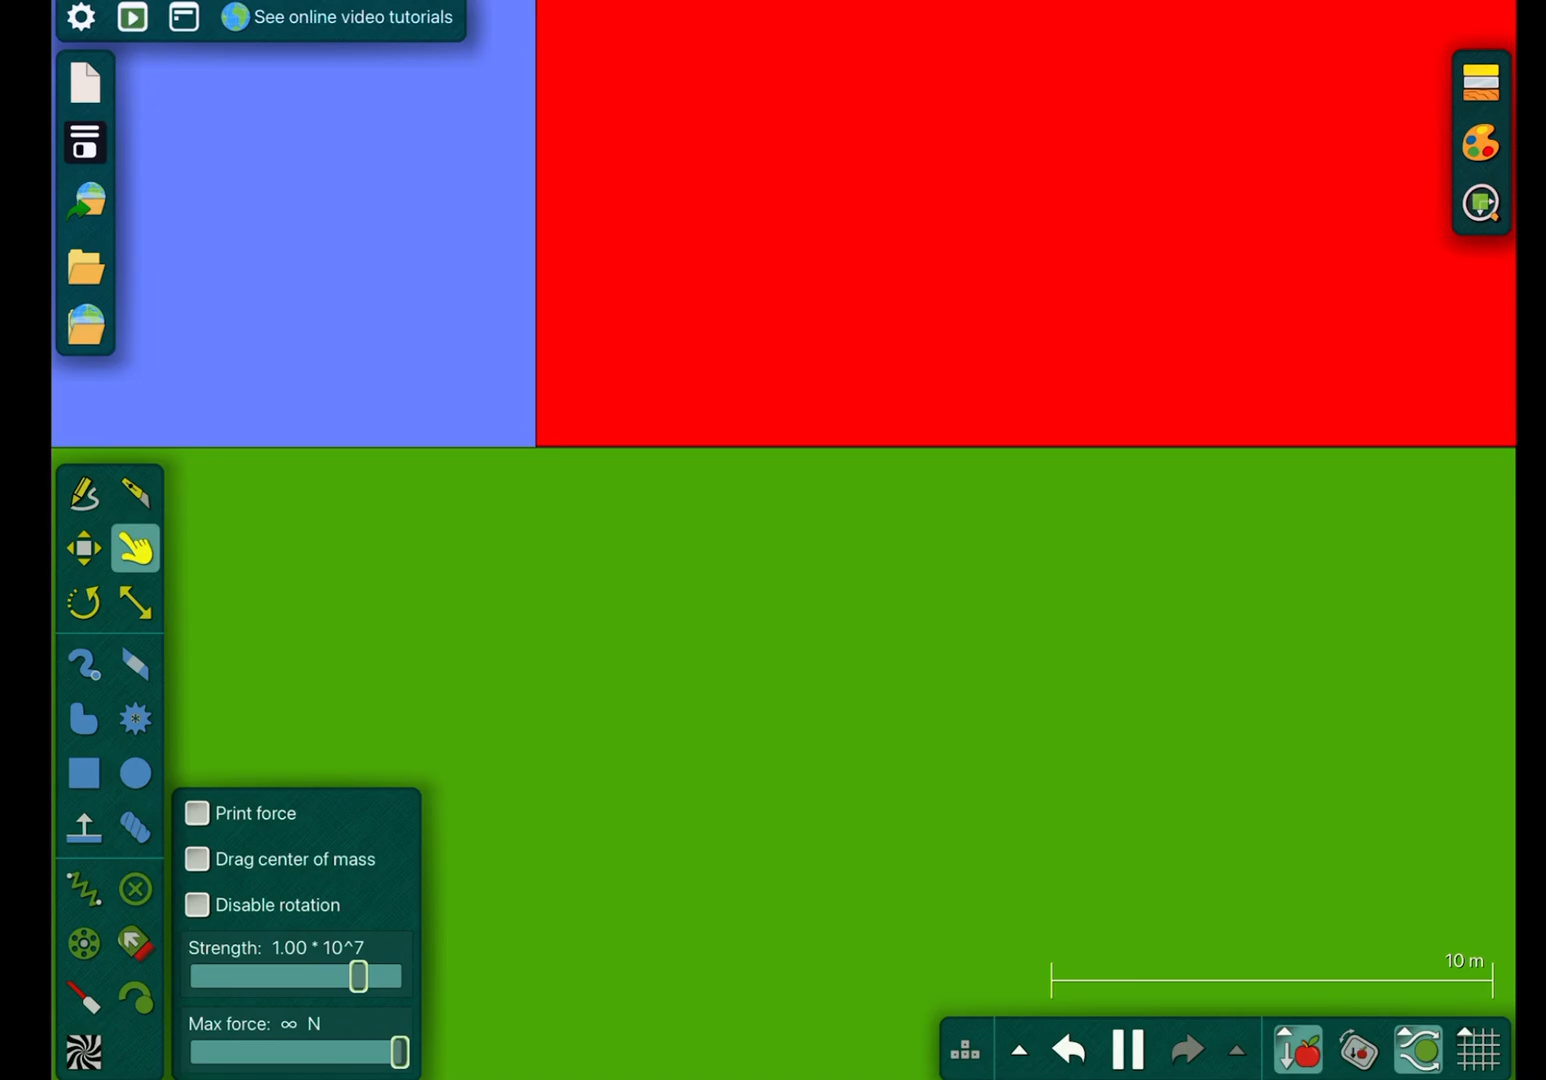 See online video tutorials
Print force
Drag center of mass
Disable rotation
Strength: 1.00 * 10^7
Max force: ∞ N
10 m